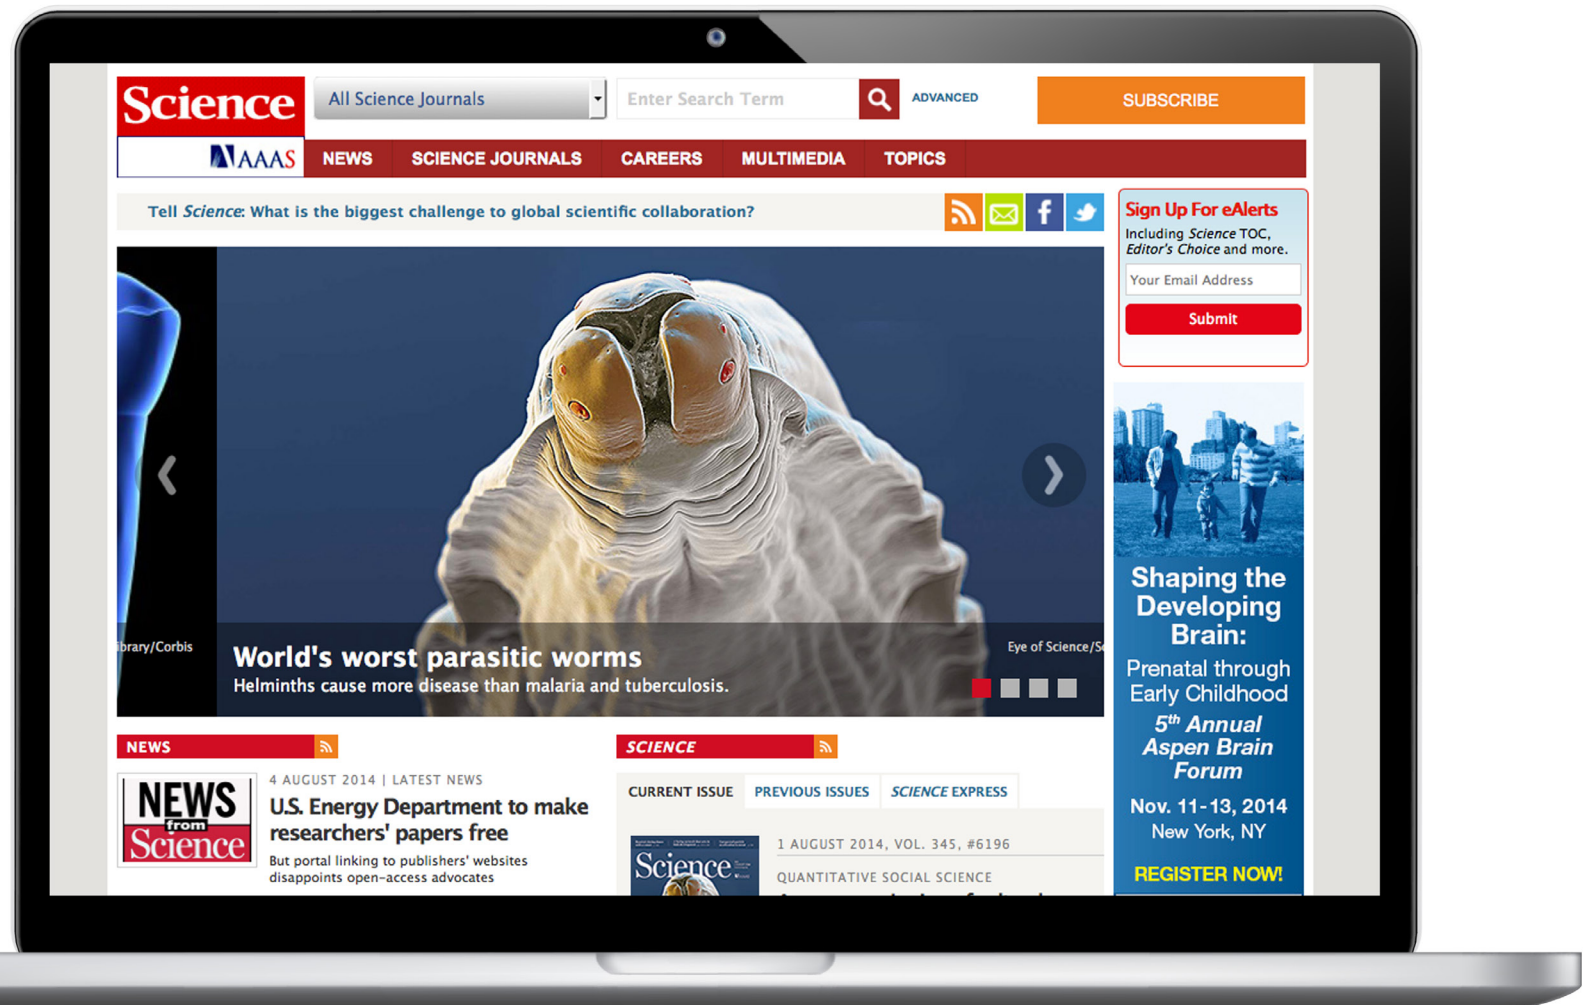 Science
All Science Journals
Enter Search Term
ADVANCED
SUBSCRIBE
AAAS
NEWS
SCIENCE JOURNALS
CAREERS
MULTIMEDIA
TOPICS
Tell Science: What is the biggest challenge to global scientific collaboration?
f
Sign Up For eAlerts
Including Science TOC,
Editor's Choice and more.
Your Email Address
Submit
World's worst parasitic worms
Helminths cause more disease than malaria and tuberculosis.
Eye of Science/
/Corbis
Shaping the
Developing
Brain:
Prenatal through
Early Childhood
5th Annual
Aspen Brain
Forum
Nov. 11-13, 2014
New York, NY
REGISTER NOW!
NEWS
NEWS
from
Science
4 AUGUST 2014 | LATEST NEWS
U.S. Energy Department to make
researchers' papers free
But portal linking to publishers' websites
disappoints open-access advocates
SCIENCE
CURRENT ISSUE
PREVIOUS ISSUES
SCIENCE EXPRESS
Science
1 AUGUST 2014, VOL. 345, #6196
QUANTITATIVE SOCIAL SCIENCE